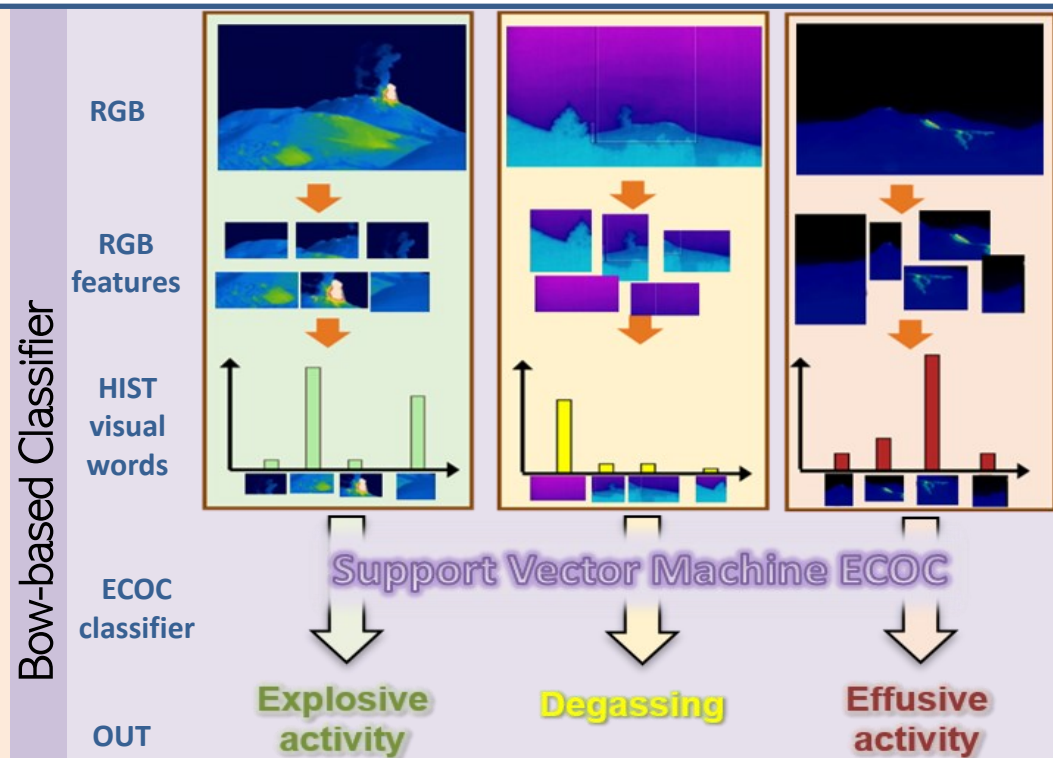 Bow-based Classifier
RGB
RGB
features
HIST
visual
words
ECOC
classifier
Support Vector Machine ECOC
OUT
Explosive
activity
Degassing
Effusive
activity